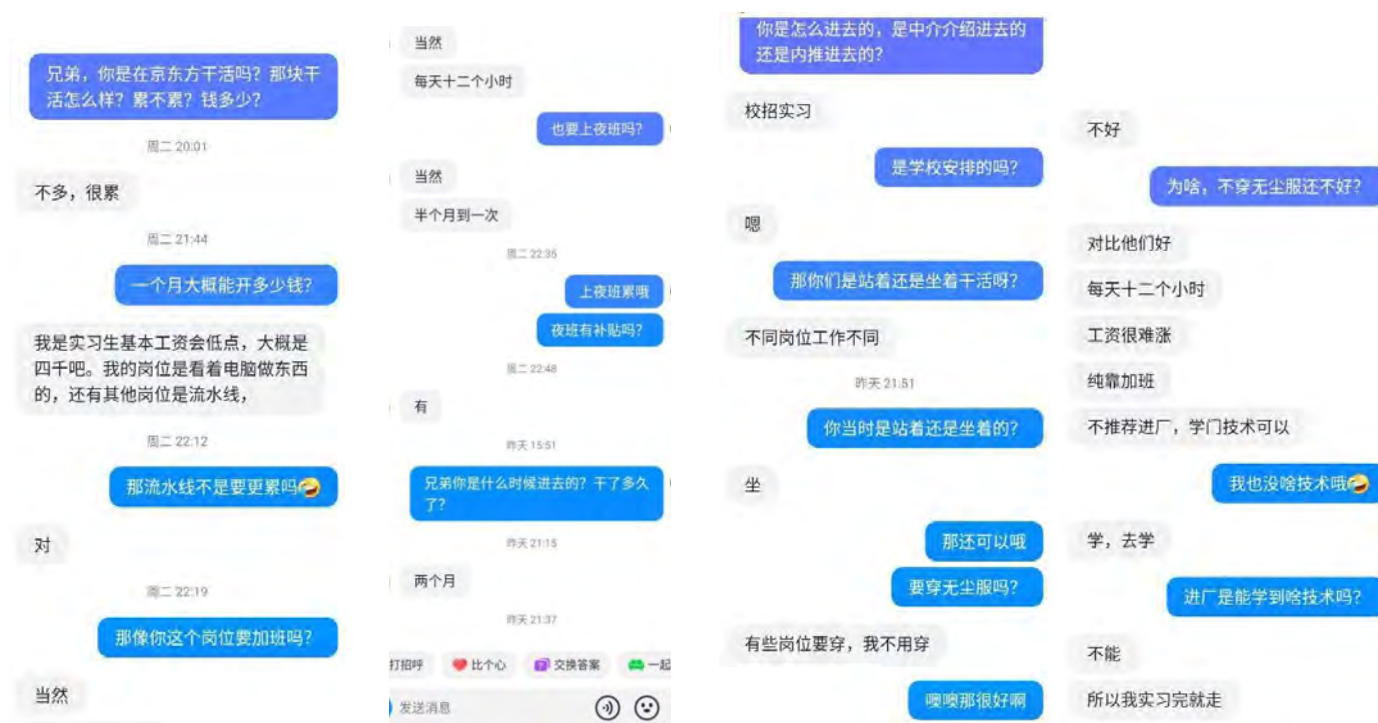 兄弟，你是在京东方干活吗？那块干
活怎么样？累不累？钱多少？
周二 20:01
不多，很累
周二 21:44
一个月大概能开多少钱？
我是实习生基本工资会低点，大概是
四千吧。我的岗位是看着电脑做东西
的，还有其他岗位是流水线，
周二 22:12
那流水线不是要更累吗🤣
对
周二 22:19
那像你这个岗位要加班吗？
当然
当然
每天十二个小时
也要上夜班吗？
当然
半个月到一次
周二 22:35
上夜班累哦
夜班有补贴吗？
周二 22:48
有
昨天 15:51
兄弟你是什么时候进去的？干了多久
了？
昨天 21:15
两个月
昨天 21:37
打招呼
比个心
交换答案
一起
发送消息
你是怎么进去的，是中介介绍进去的
还是内推进去的？
校招实习
是学校安排的吗？
嗯
那你们是站着还是坐着干活呀？
不同岗位工作不同
昨天 21:51
你当时是站着还是坐着的？
坐
那还可以哦
要穿无尘服吗？
有些岗位要穿，我不用穿
噢噢那很好啊
不好
为啥，不穿无尘服还不好？
对比他们好
每天十二个小时
工资很难涨
纯靠加班
不推荐进厂，学门技术可以
我也没啥技术哦🤣
学，去学
进厂是能学到啥技术吗？
不能
所以我实习完就走